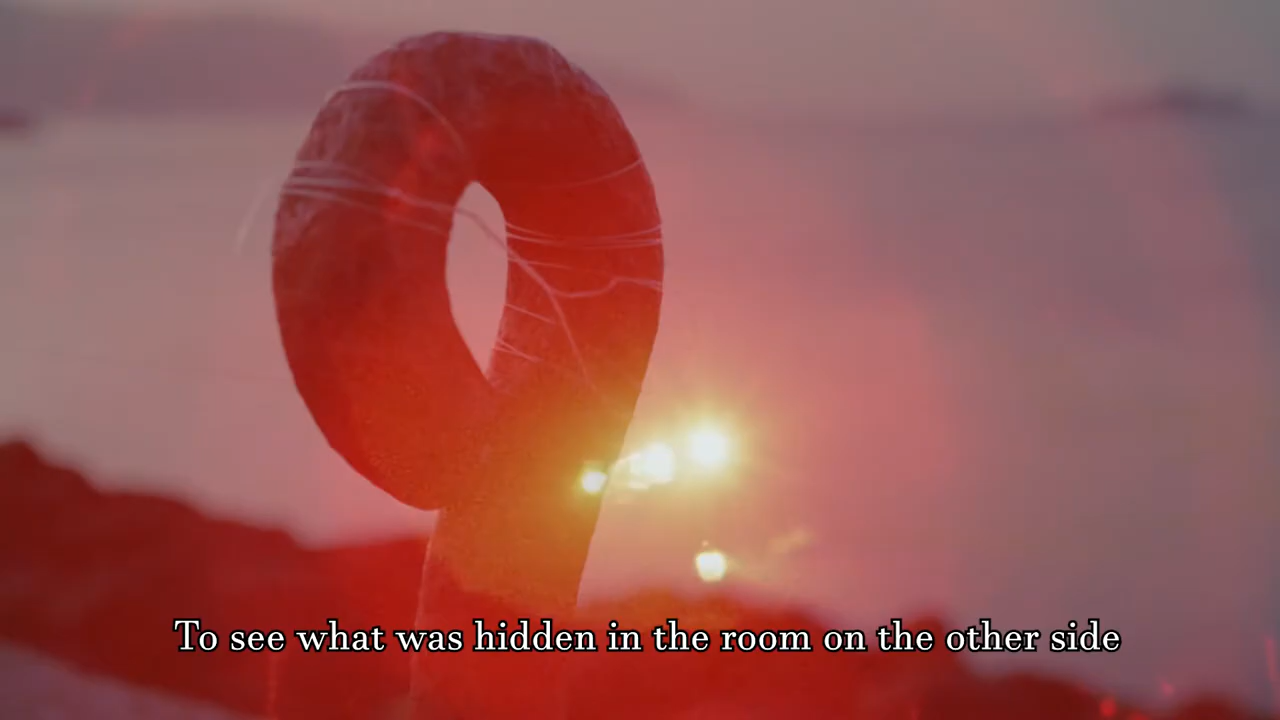 To see what was hidden in the room on the other side